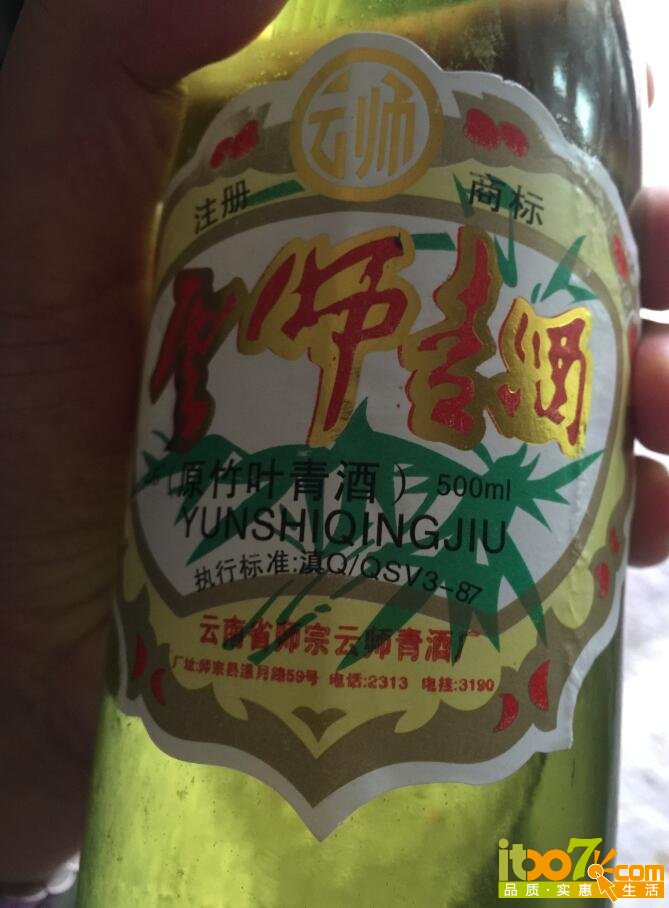 云师
注册 商标
云师青酒
（原竹叶青酒） 500ml
YUNSHIQINGJIU
执行标准:滇Q/QSV3-87
云南省师宗云师青酒厂
厂址:师宗县漾月路59号 电话:2313 电挂:3190
itbo7.com
品质·实惠 生活